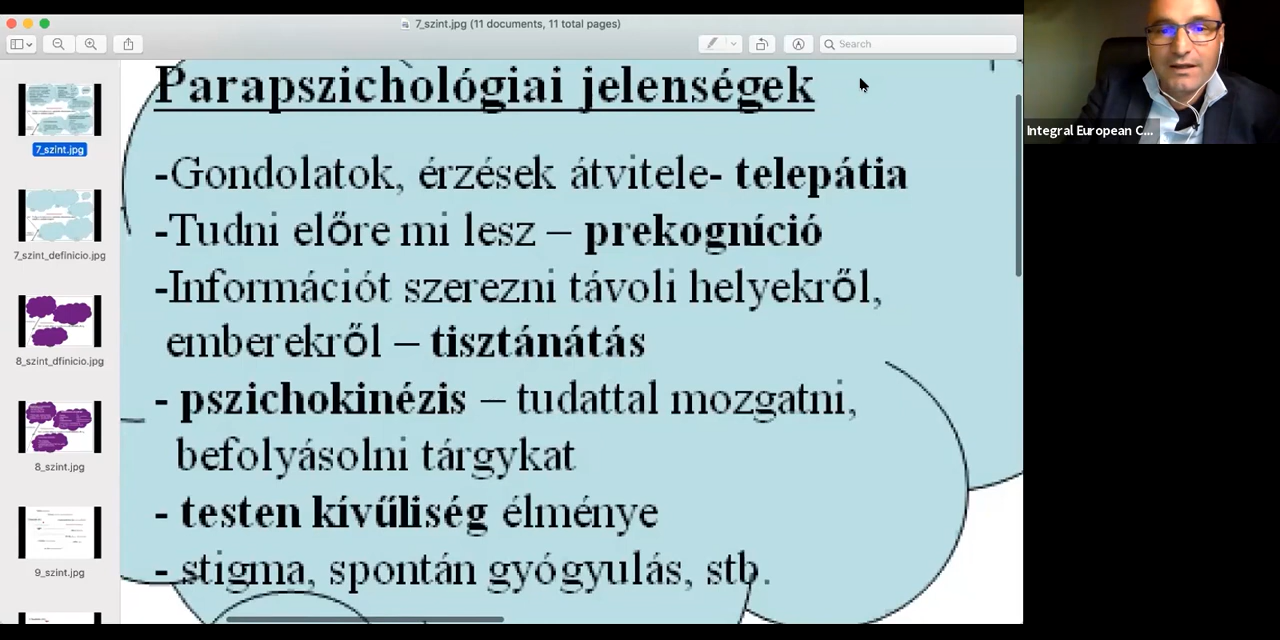 7_szint.jpg (11 documents, 11 total pages)
Search
Integral European C...
7_szint.jpg
7_szint_definicio.jpg
8_szint_dfinicio.jpg
8_szint.jpg
9_szint.jpg
Parapszichológiai jelenségek
-Gondolatok, érzések átvitele- telepátia
-Tudni előre mi lesz – prekogníció
-Információt szerezni távoli helyekről,
emberekről – tisztánátás
- pszichokinézis – tudattal mozgatni,
befolyásolni tárgykat
- testen kívűliség élménye
- stigma, spontán gyógyulás, stb.